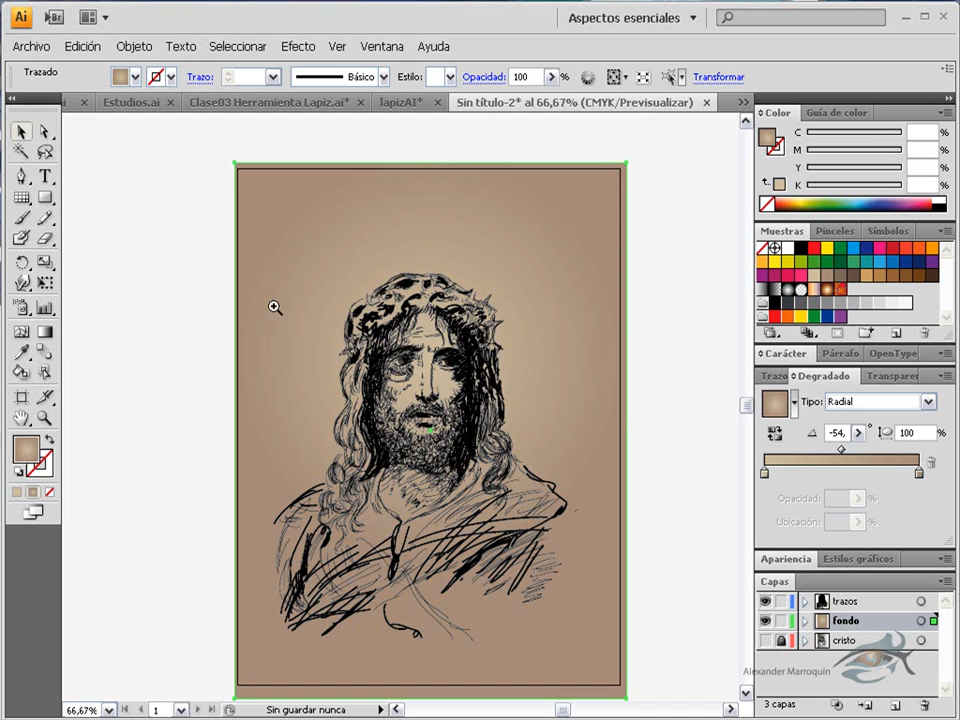 Ai Br Aspectos esenciales
Archivo Edición Objeto Texto Seleccionar Efecto Ver Ventana Ayuda
Trazado Trazo: Básico Estilo: Opacidad: 100 % Transformar
Estudios.ai Clase03 Herramienta Lapiz.ai* lapizAI* Sin título-2* al 66,67% (CMYK/Previsualizar)
Color Guía de color
C %
M %
Y %
K %
Muestras Pinceles Símbolos
Carácter Párrafo OpenType
Trazo Degradado Transparen
Tipo: Radial
-54, ° 100 %
Opacidad: %
Ubicación: %
Apariencia Estilos gráficos
Capas
trazos
fondo
cristo
Alexander Marroquín
3 capas
66,67% 1 Sin guardar nunca